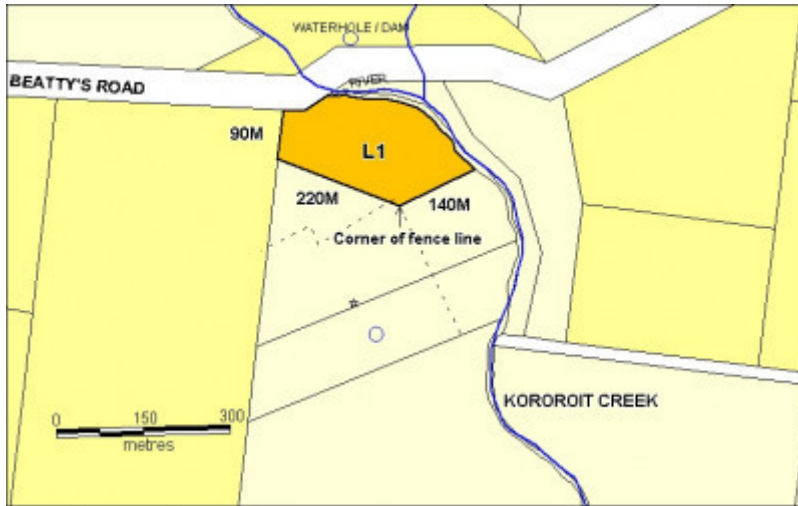 WATERHOLE / DAM
RIVER
BEATTY'S ROAD
90M
L1
220M
140M
Corner of fence line
KOROROIT CREEK
0 150 300
metres